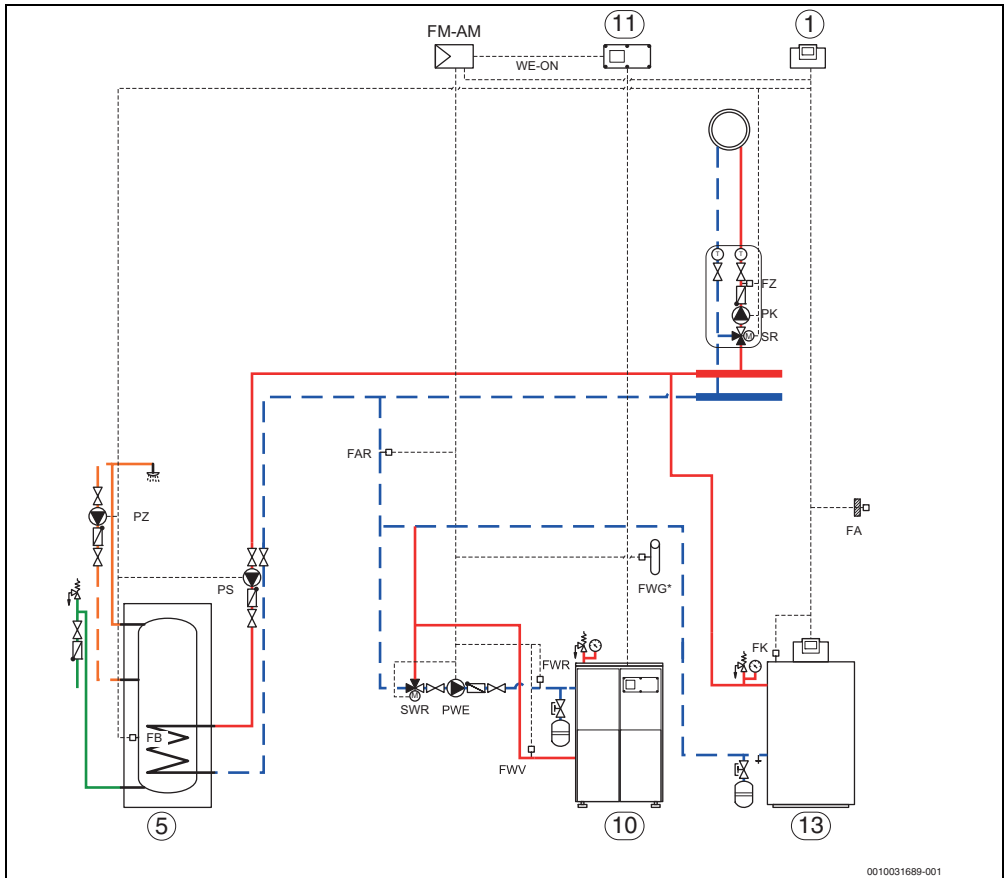 11
1
FM-AM
WE-ON
T
T
FZ
PK
M
SR
FAR
PZ
FA
PS
FWG*
FK
FWR
M
SWR
PWE
FB
FWV
5
10
13
0010031689-001